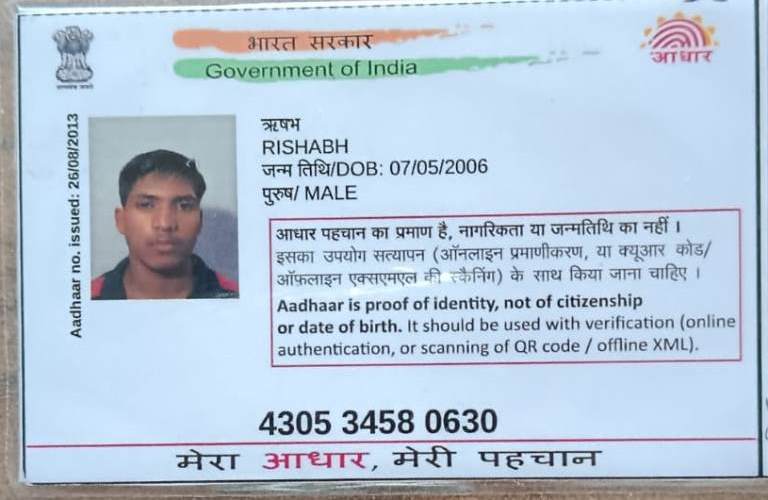 भारत सरकार
Government of India
आधार
Aadhaar no. issued: 26/08/2013
ऋषभ
RISHABH
जन्म तिथि/DOB: 07/05/2006
पुरुष/ MALE
आधार पहचान का प्रमाण है, नागरिकता या जन्मतिथि का नहीं ।
इसका उपयोग सत्यापन (ऑनलाइन प्रमाणीकरण, या क्यूआर कोड/
ऑफ़लाइन एक्सएमएल की स्कैनिंग) के साथ किया जाना चाहिए ।
Aadhaar is proof of identity, not of citizenship
or date of birth. It should be used with verification (online
authentication, or scanning of QR code / offline XML).
4305 3458 0630
मेरा आधार, मेरी पहचान